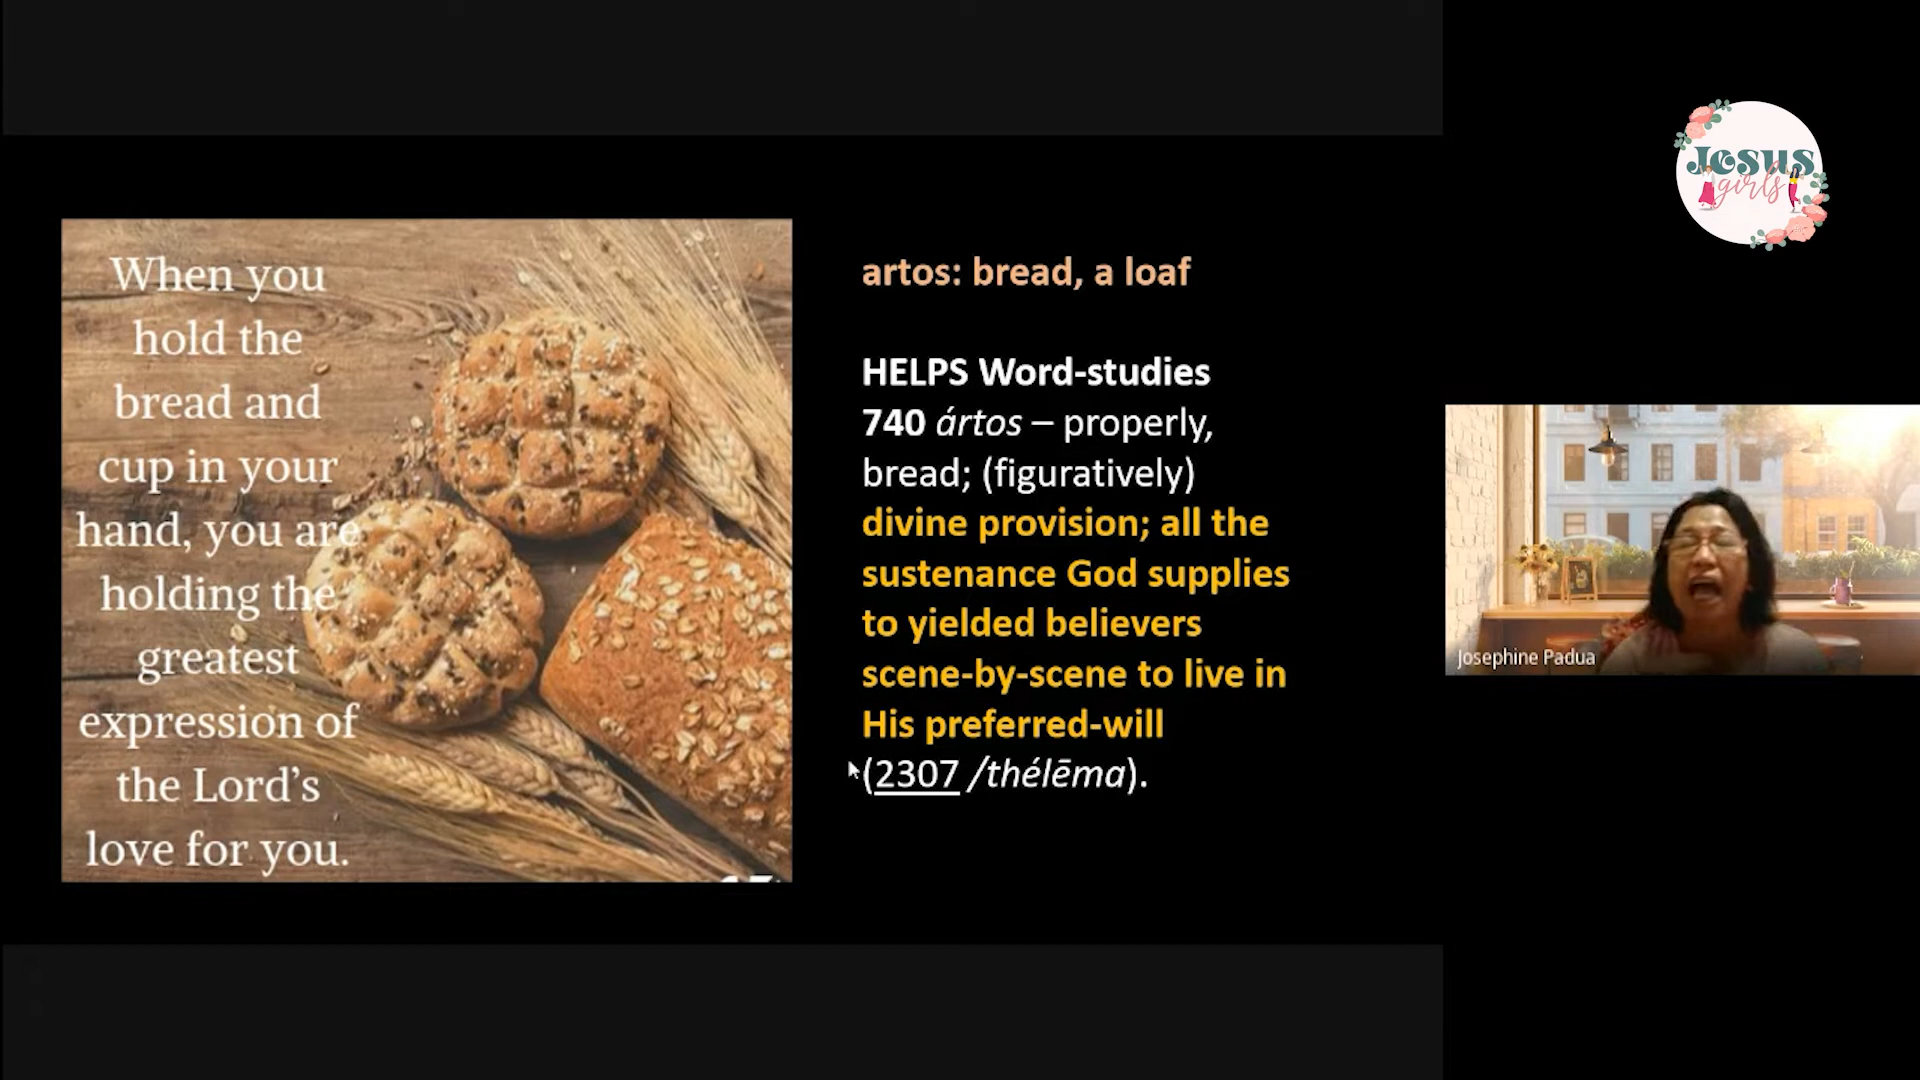 When you
hold the
bread and
cup in your
hand, you are
holding the
greatest
expression of
the Lord's
love for you.
artos: bread, a loaf
HELPS Word-studies
740 ártos – properly,
bread; (figuratively)
divine provision; all the
sustenance God supplies
to yielded believers
scene-by-scene to live in
His preferred-will
(2307 /thélēma).
Jesus
girls
Josephine Padua